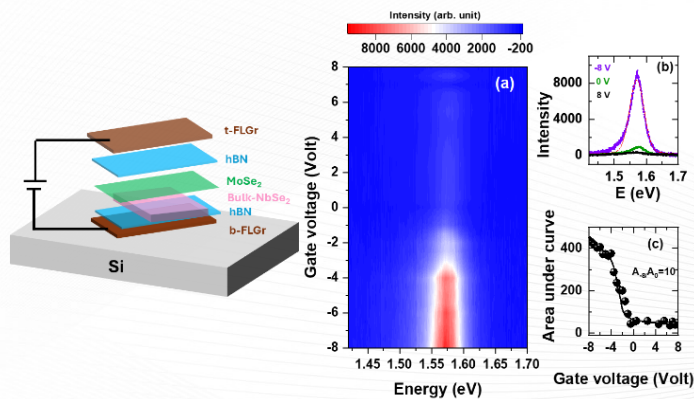 t-FLGr
hBN
MoSe₂
Bulk-NbSe₂
hBN
b-FLGr
Si
Intensity (arb. unit)
9000 6000 4000 2000 -200
(a)
Gate voltage (Volt)
8
6
4
2
0
-2
-4
-6
-8
1.45 1.50 1.55 1.60 1.65 1.70
Energy (eV)
(b)
-8 V
0 V
8 V
Intensity
8000
4000
0
1.5 1.6 1.7
E (eV)
(c)
Area under curve
400
200
0
A₋₈/A₀=10
-8 -4 0 4 8
Gate voltage (Volt)